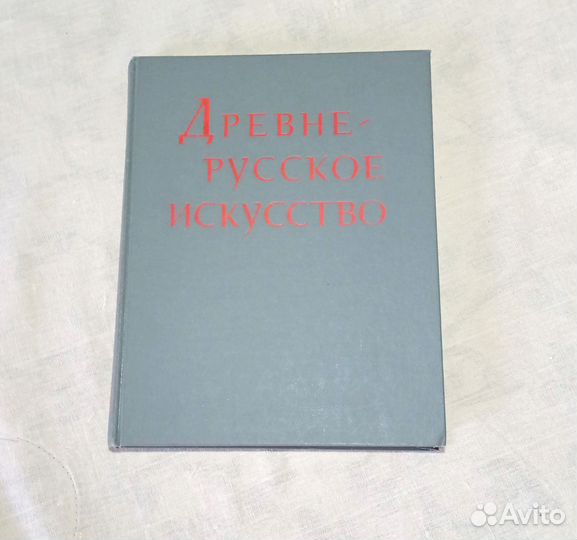 Древне-
русское
искусство
Avito